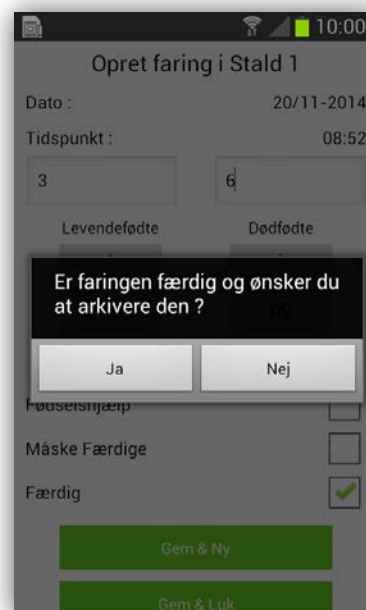 10:00
Opret faring i Stald 1
Dato : 20/11-2014
Tidspunkt : 08:52
3 6
Levendefødte Dødfødte
Er faringen færdig og ønsker du
at arkivere den ?
Ja Nej
Fødselshjælp
Måske Færdige
Færdig
Gem & Ny
Gem & Luk